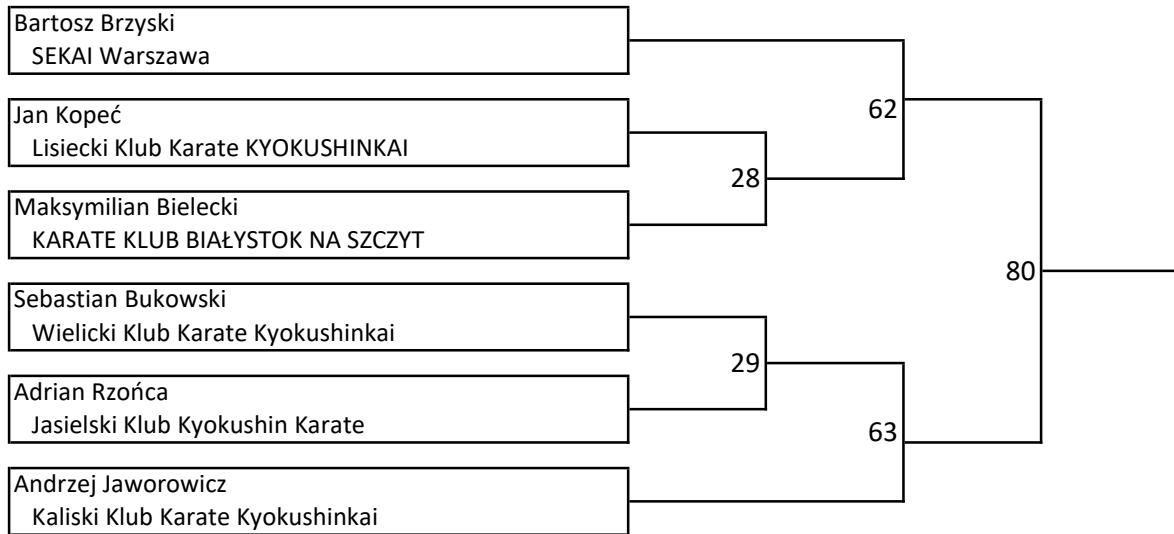 Bartosz Brzyski
SEKAI Warszawa
62
Jan Kopeć
Lisiecki Klub Karate KYOKUSHINKAI
28
Maksymilian Bielecki
KARATE KLUB BIAŁYSTOK NA SZCZYT
80
Sebastian Bukowski
Wielicki Klub Karate Kyokushinkai
29
Adrian Rzońca
Jasielski Klub Kyokushin Karate
63
Andrzej Jaworowicz
Kaliski Klub Karate Kyokushinkai